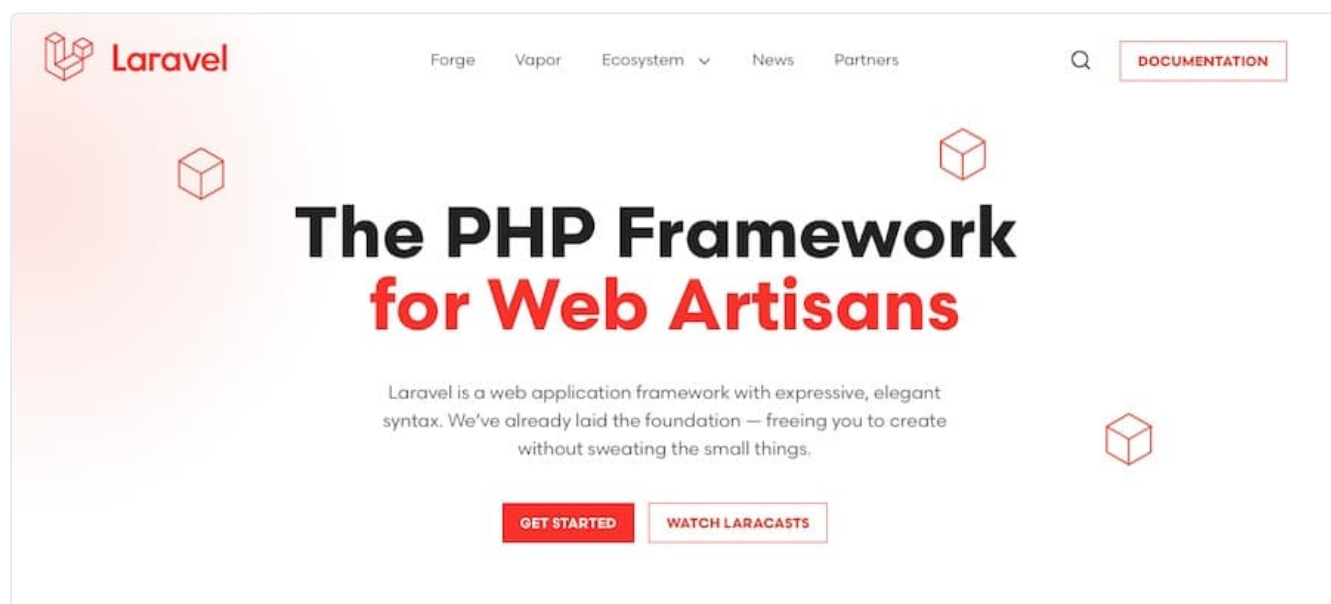 Laravel
Forge Vapor Ecosystem News Partners
DOCUMENTATION
The PHP Framework
for Web Artisans
Laravel is a web application framework with expressive, elegant
syntax. We’ve already laid the foundation — freeing you to create
without sweating the small things.
GET STARTED WATCH LARACASTS